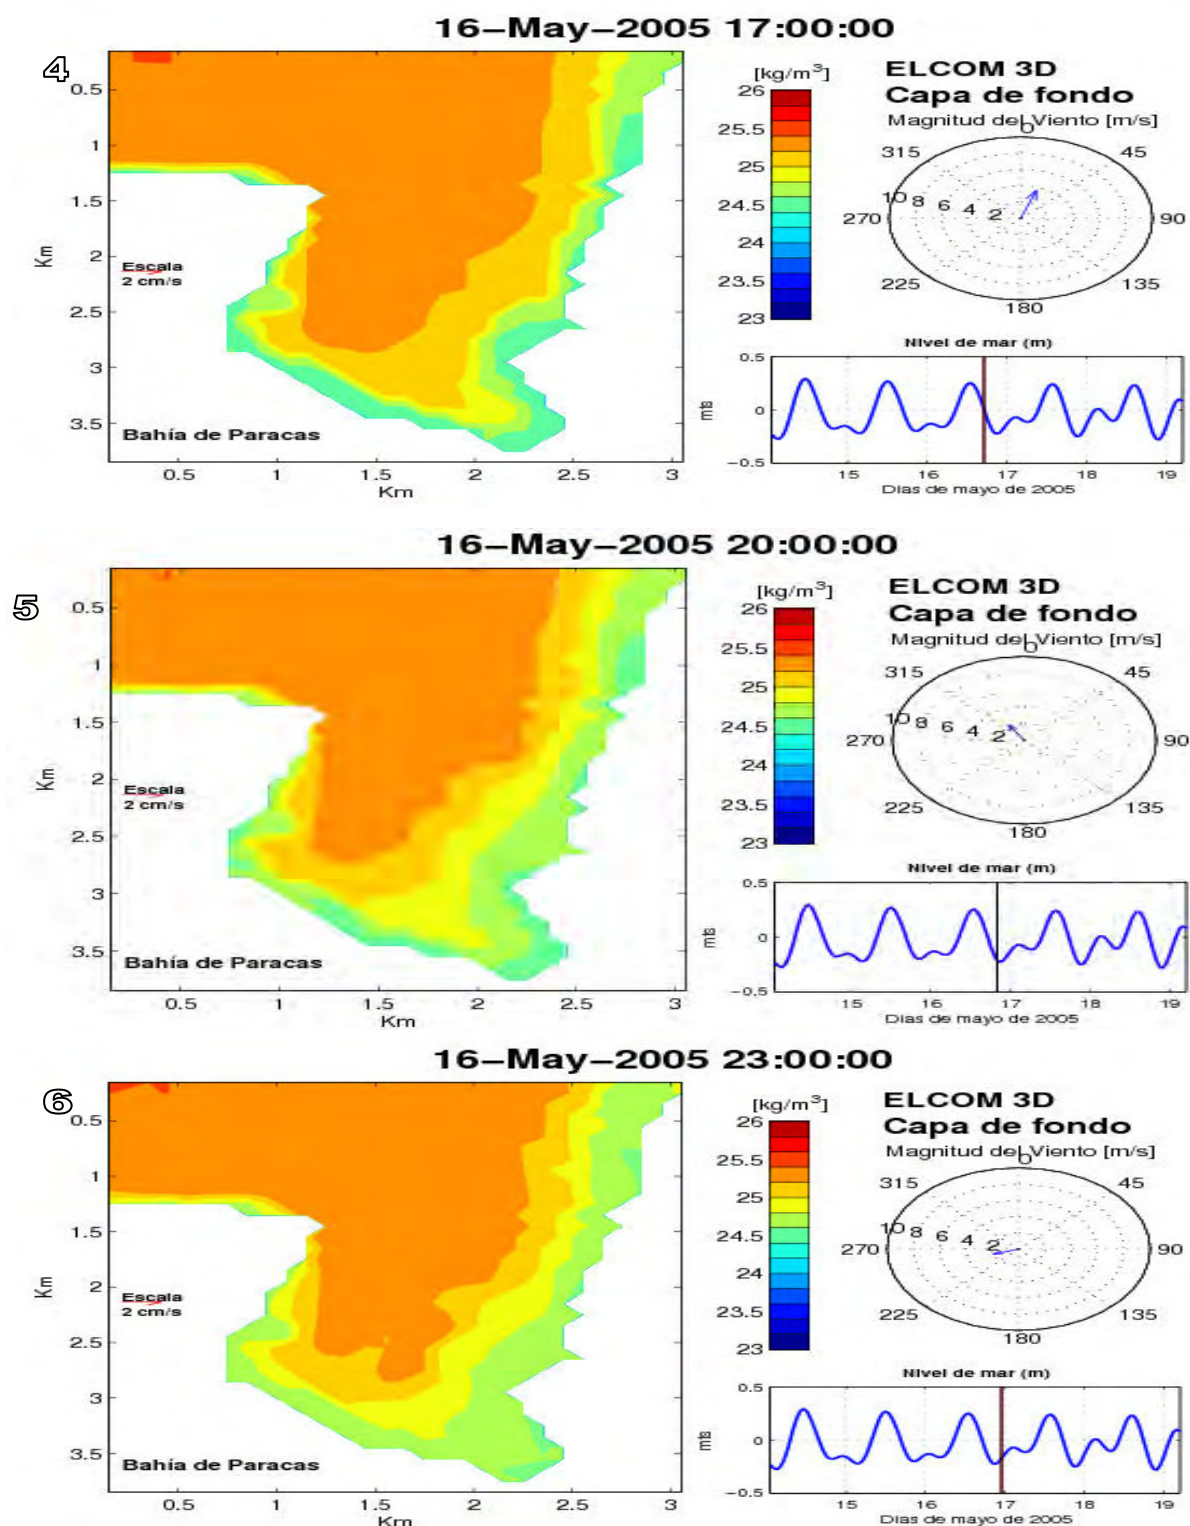 16-May-2005 17:00:00
4
0.5
1
1.5
2
2.5
3
3.5
Km
Escala
2 cm/s
Bahía de Paracas
0.5 1 1.5 2 2.5 3
Km
[kg/m³]
26
25.5
25
24.5
24
23.5
23
ELCOM 3D
Capa de fondo
Magnitud del Viento [m/s]
0
315 45
10 8 6 4 2
270 90
225 135
180
Nivel de mar (m)
0.5
0
-0.5
mts
15 16 17 18 19
Dias de mayo de 2005
16-May-2005 20:00:00
5
0.5
1
1.5
2
2.5
3
3.5
Km
Escala
2 cm/s
Bahía de Paracas
0.5 1 1.5 2 2.5 3
Km
[kg/m³]
26
25.5
25
24.5
24
23.5
23
ELCOM 3D
Capa de fondo
Magnitud del Viento [m/s]
0
315 45
10 8 6 4 2
270 90
225 135
180
Nivel de mar (m)
0.5
0
-0.5
mts
15 16 17 18 19
Dias de mayo de 2005
16-May-2005 23:00:00
6
0.5
1
1.5
2
2.5
3
3.5
Km
Escala
2 cm/s
Bahía de Paracas
0.5 1 1.5 2 2.5 3
Km
[kg/m³]
26
25.5
25
24.5
24
23.5
23
ELCOM 3D
Capa de fondo
Magnitud del Viento [m/s]
0
315 45
10 8 6 4 2
270 90
225 135
180
Nivel de mar (m)
0.5
0
-0.5
mts
15 16 17 18 19
Dias de mayo de 2005